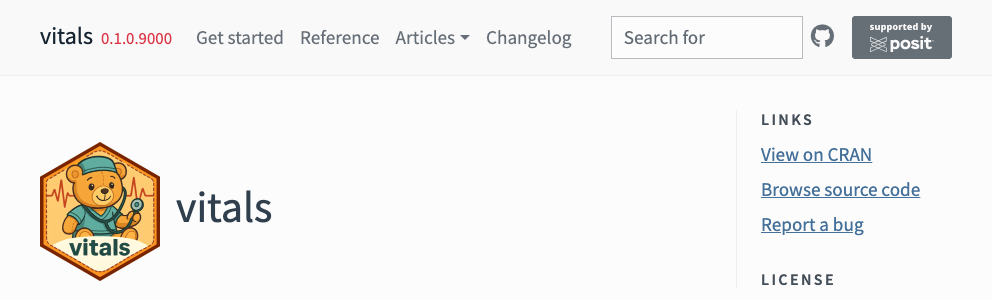 vitals 0.1.0.9000 Get started Reference Articles Changelog Search for supported by posit
vitals
vitals
LINKS
View on CRAN
Browse source code
Report a bug
LICENSE